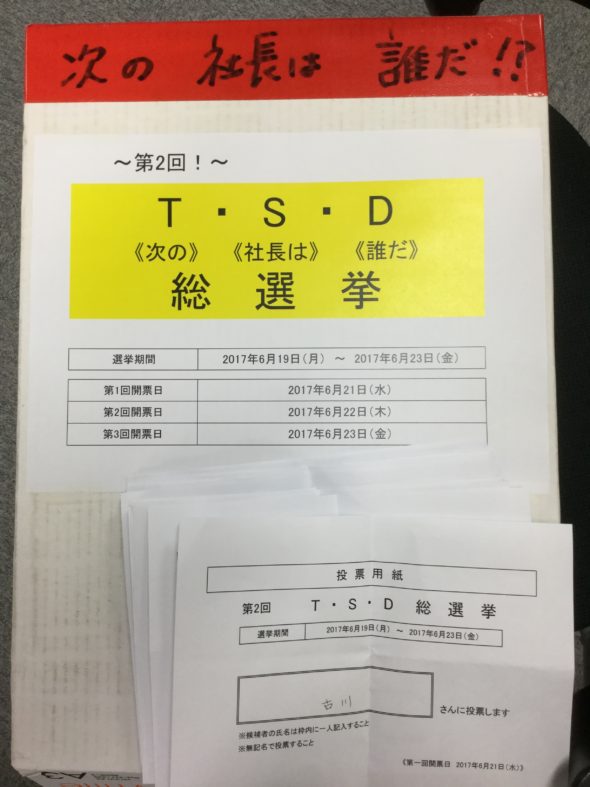 次の 社長は 誰だ!?
～第2回！～
T・S・D
《次の》 《社長は》 《誰だ》
総選挙
選挙期間 2017年6月19日(月) ～ 2017年6月23日(金)
第1回開票日 2017年6月21日(水)
第2回開票日 2017年6月22日(木)
第3回開票日 2017年6月23日(金)
投票用紙
第2回 T・S・D 総選挙
選挙期間 2017年6月19日(月) ～ 2017年6月23日(金)
古川 さんに投票します
※候補者の氏名は枠内に一人記入すること
※無記名で投票すること
《第一回開票日 2017年6月21日(水)》
A3